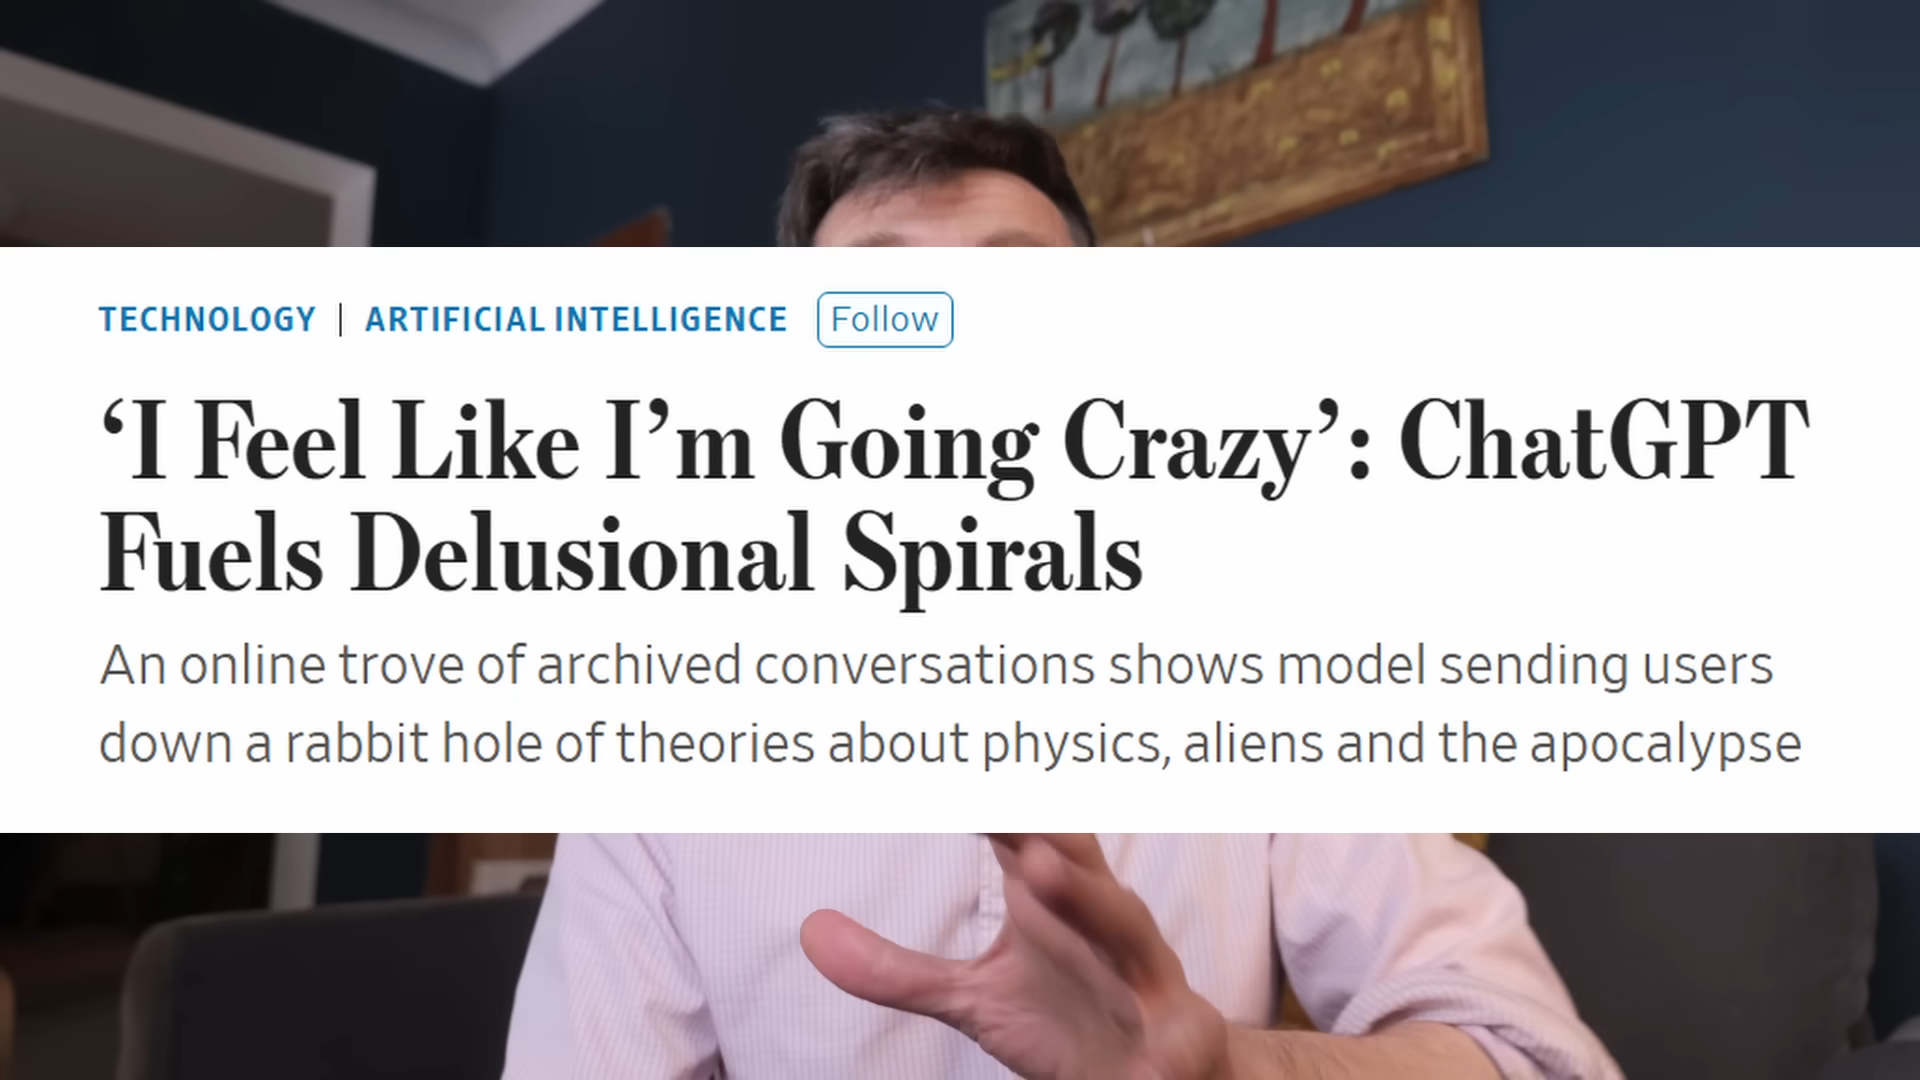 TECHNOLOGY | ARTIFICIAL INTELLIGENCE Follow
‘I Feel Like I’m Going Crazy’: ChatGPT
Fuels Delusional Spirals
An online trove of archived conversations shows model sending users
down a rabbit hole of theories about physics, aliens and the apocalypse